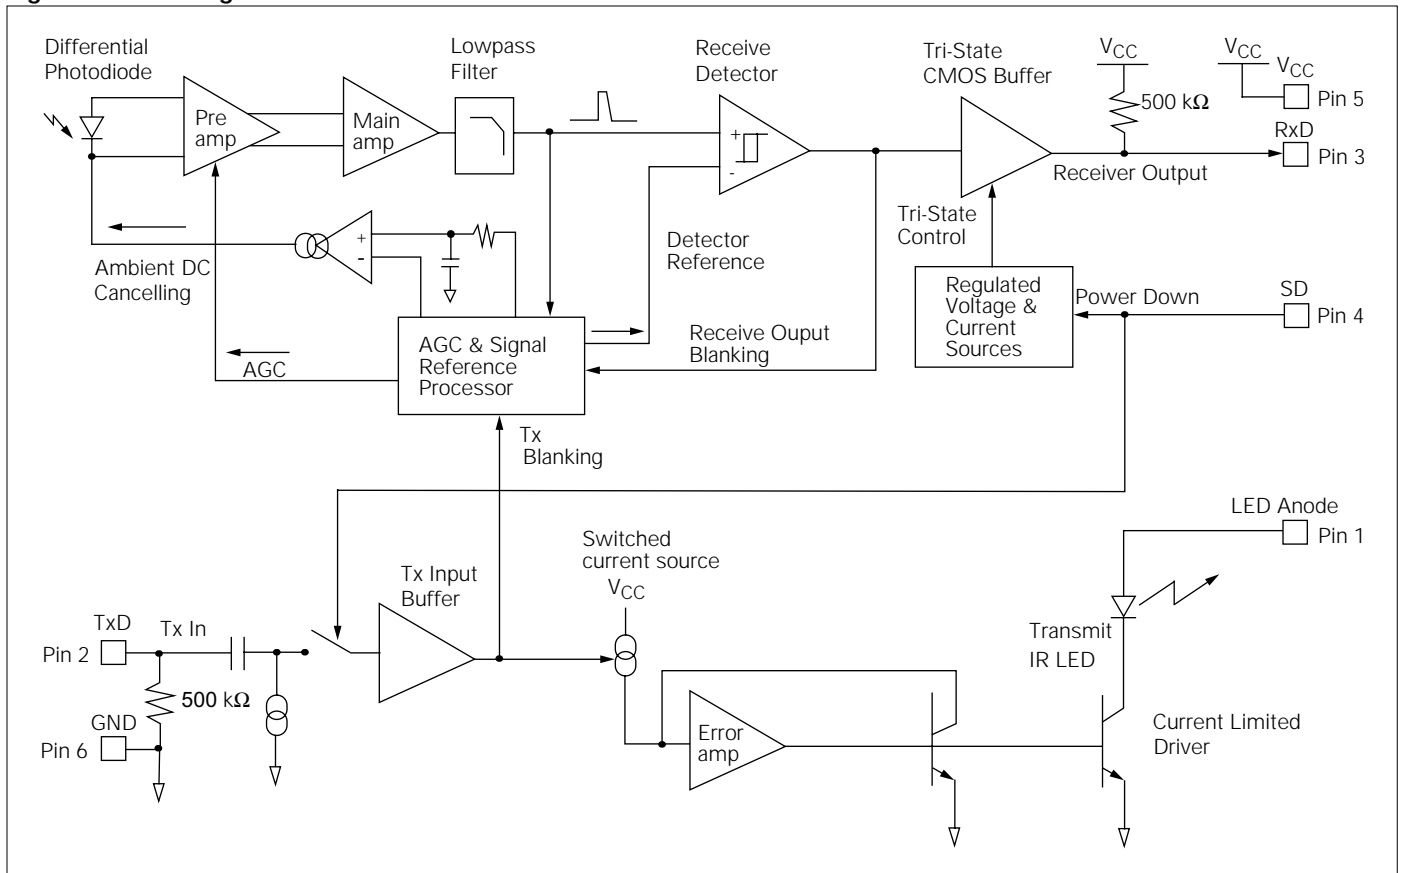 Differential
Photodiode
Lowpass
Filter
Receive
Detector
Tri-State
CMOS Buffer
VCC
VCC
VCC
Pin 5
500 kΩ
RxD
Pin 3
Pre
amp
Main
amp
+
-
Receiver Output
Tri-State
Control
+
-
Detector
Reference
Ambient DC
Cancelling
Regulated
Voltage &
Current
Sources
Power Down
SD
Pin 4
AGC & Signal
Reference
Processor
Receive Ouput
Blanking
AGC
Tx
Blanking
LED Anode
Pin 1
Switched
current source
VCC
Tx Input
Buffer
TxD
Tx In
Pin 2
Transmit
IR LED
500 kΩ
GND
Pin 6
Error
amp
Current Limited
Driver